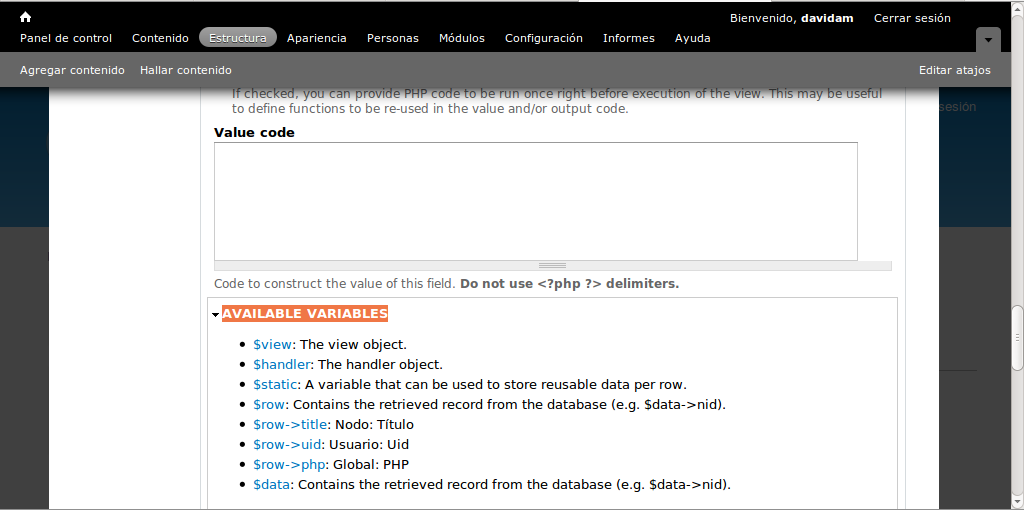 Bienvenido, davidam Cerrar sesión
Panel de control Contenido Estructura Apariencia Personas Módulos Configuración Informes Ayuda
Agregar contenido Hallar contenido Editar atajos
If checked, you can provide PHP code to be run once right before execution of the view. This may be useful
sesión
to define functions to be re-used in the value and/or output code.
Value code
Code to construct the value of this field. Do not use <?php ?> delimiters.
AVAILABLE VARIABLES
• $view: The view object.
• $handler: The handler object.
• $static: A variable that can be used to store reusable data per row.
• $row: Contains the retrieved record from the database (e.g. $data->nid).
• $row->title: Nodo: Título
• $row->uid: Usuario: Uid
• $row->php: Global: PHP
• $data: Contains the retrieved record from the database (e.g. $data->nid).